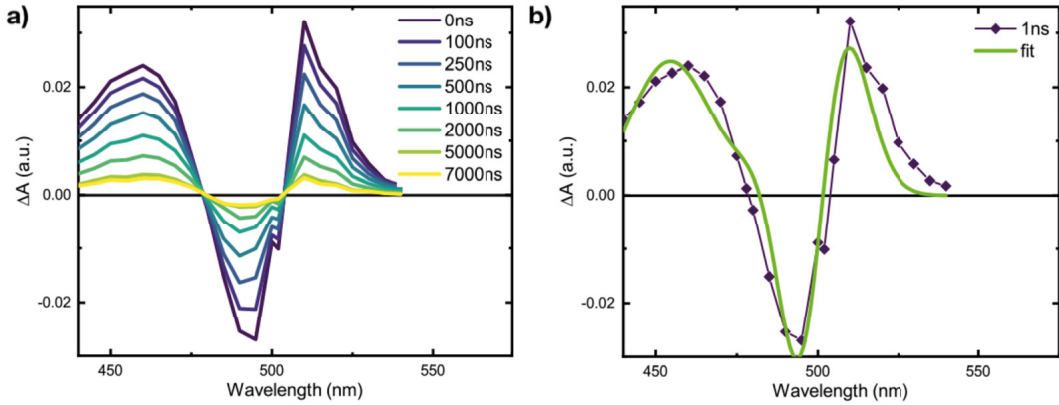 a)
0ns
100ns
250ns
500ns
1000ns
2000ns
5000ns
7000ns
0.02
0.00
-0.02
ΔA (a.u.)
450
500
550
Wavelength (nm)
b)
1ns
fit
0.02
0.00
-0.02
ΔA (a.u.)
450
500
550
Wavelength (nm)